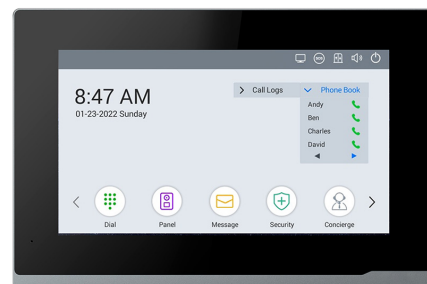 SOS
8:47 AM
01-23-2022 Sunday
Call Logs
Phone Book
Andy
Ben
Charles
David
Dial
Panel
Message
Security
Concierge